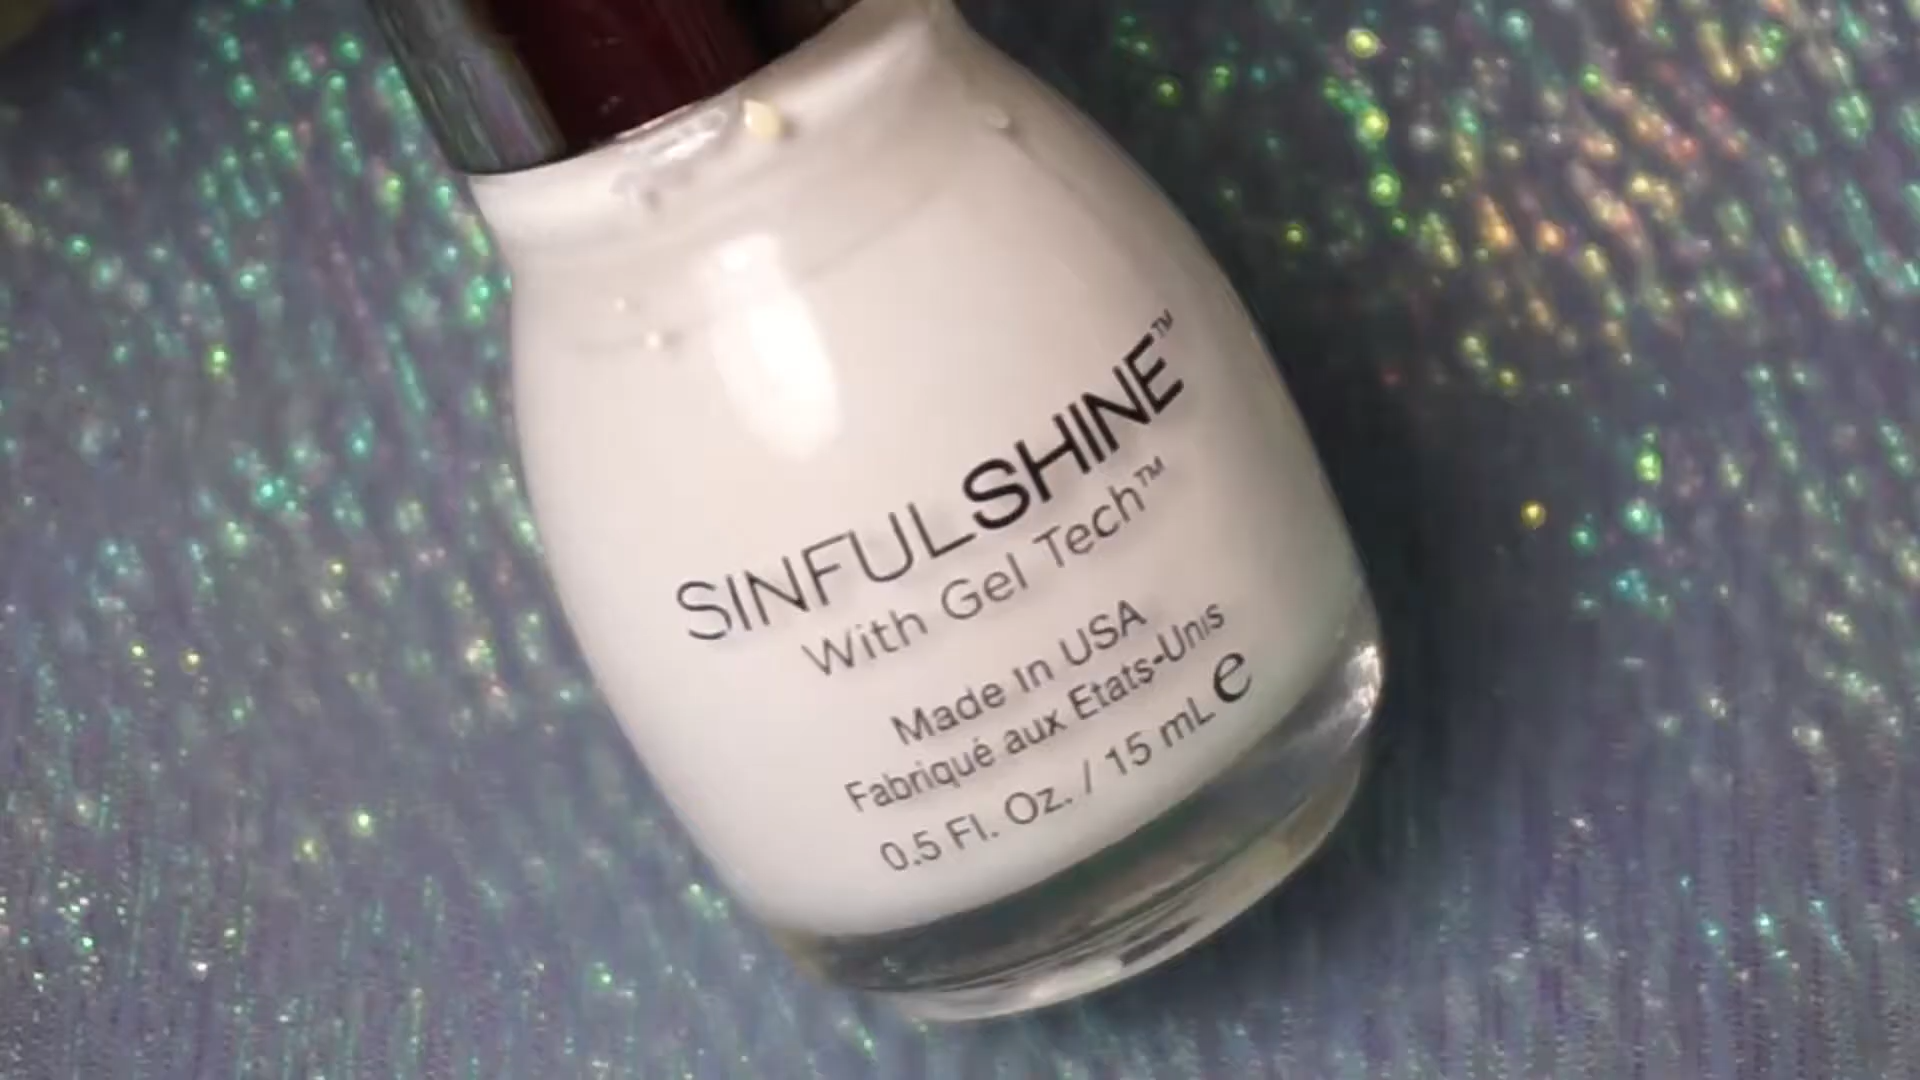 SINFULSHINE™
With Gel Tech™
Made In USA
Fabriqué aux Etats-Unis
0.5 Fl. Oz. / 15 mL e